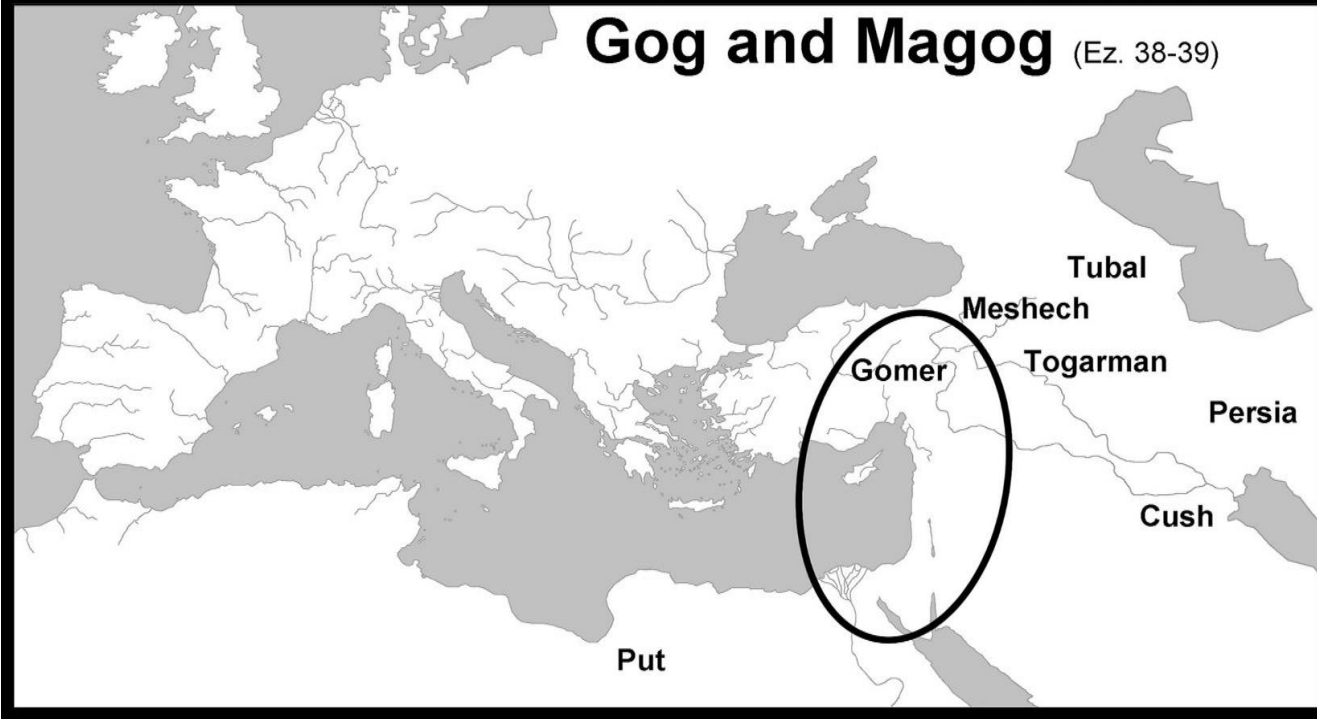 Gog and Magog (Ez. 38-39)
Tubal
Meshech
Gomer
Togarman
Persia
Cush
Put